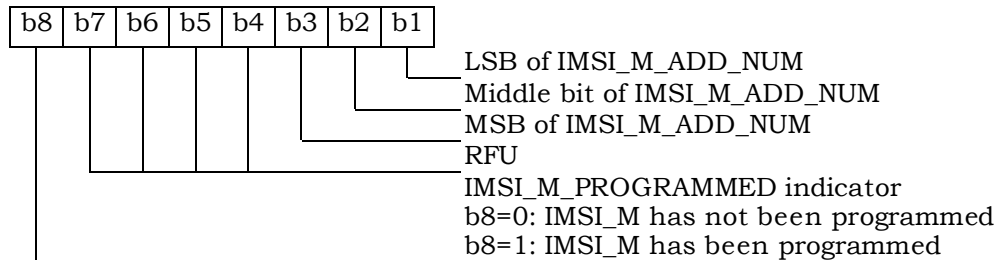 b8 b7 b6 b5 b4 b3 b2 b1
LSB of IMSI_M_ADD_NUM
Middle bit of IMSI_M_ADD_NUM
MSB of IMSI_M_ADD_NUM
RFU
IMSI_M_PROGRAMMED indicator
b8=0: IMSI_M has not been programmed
b8=1: IMSI_M has been programmed